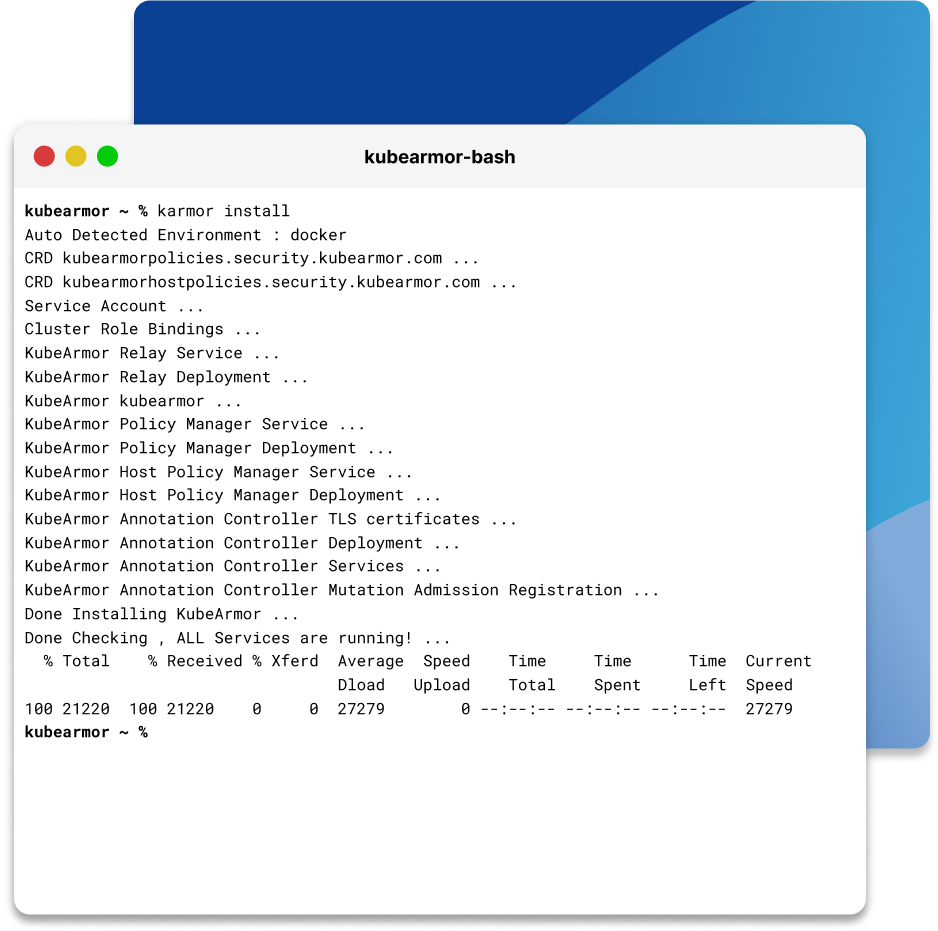 kubearmor-bash
kubearmor ~ % karmor install
Auto Detected Environment : docker
CRD kubearmorpolicies.security.kubearmor.com ...
CRD kubearmorhostpolicies.security.kubearmor.com ...
Service Account ...
Cluster Role Bindings ...
KubeArmor Relay Service ...
KubeArmor Relay Deployment ...
KubeArmor kubearmor ...
KubeArmor Policy Manager Service ...
KubeArmor Policy Manager Deployment ...
KubeArmor Host Policy Manager Service ...
KubeArmor Host Policy Manager Deployment ...
KubeArmor Annotation Controller TLS certificates ...
KubeArmor Annotation Controller Deployment ...
KubeArmor Annotation Controller Services ...
KubeArmor Annotation Controller Mutation Admission Registration ...
Done Installing KubeArmor ...
Done Checking , ALL Services are running! ...
% Total % Received % Xferd Average Speed Time Time Time Current
Dload Upload Total Spent Left Speed
100 21220 100 21220 0 0 27279 0 --:--:-- --:--:-- --:--:-- 27279
kubearmor ~ %